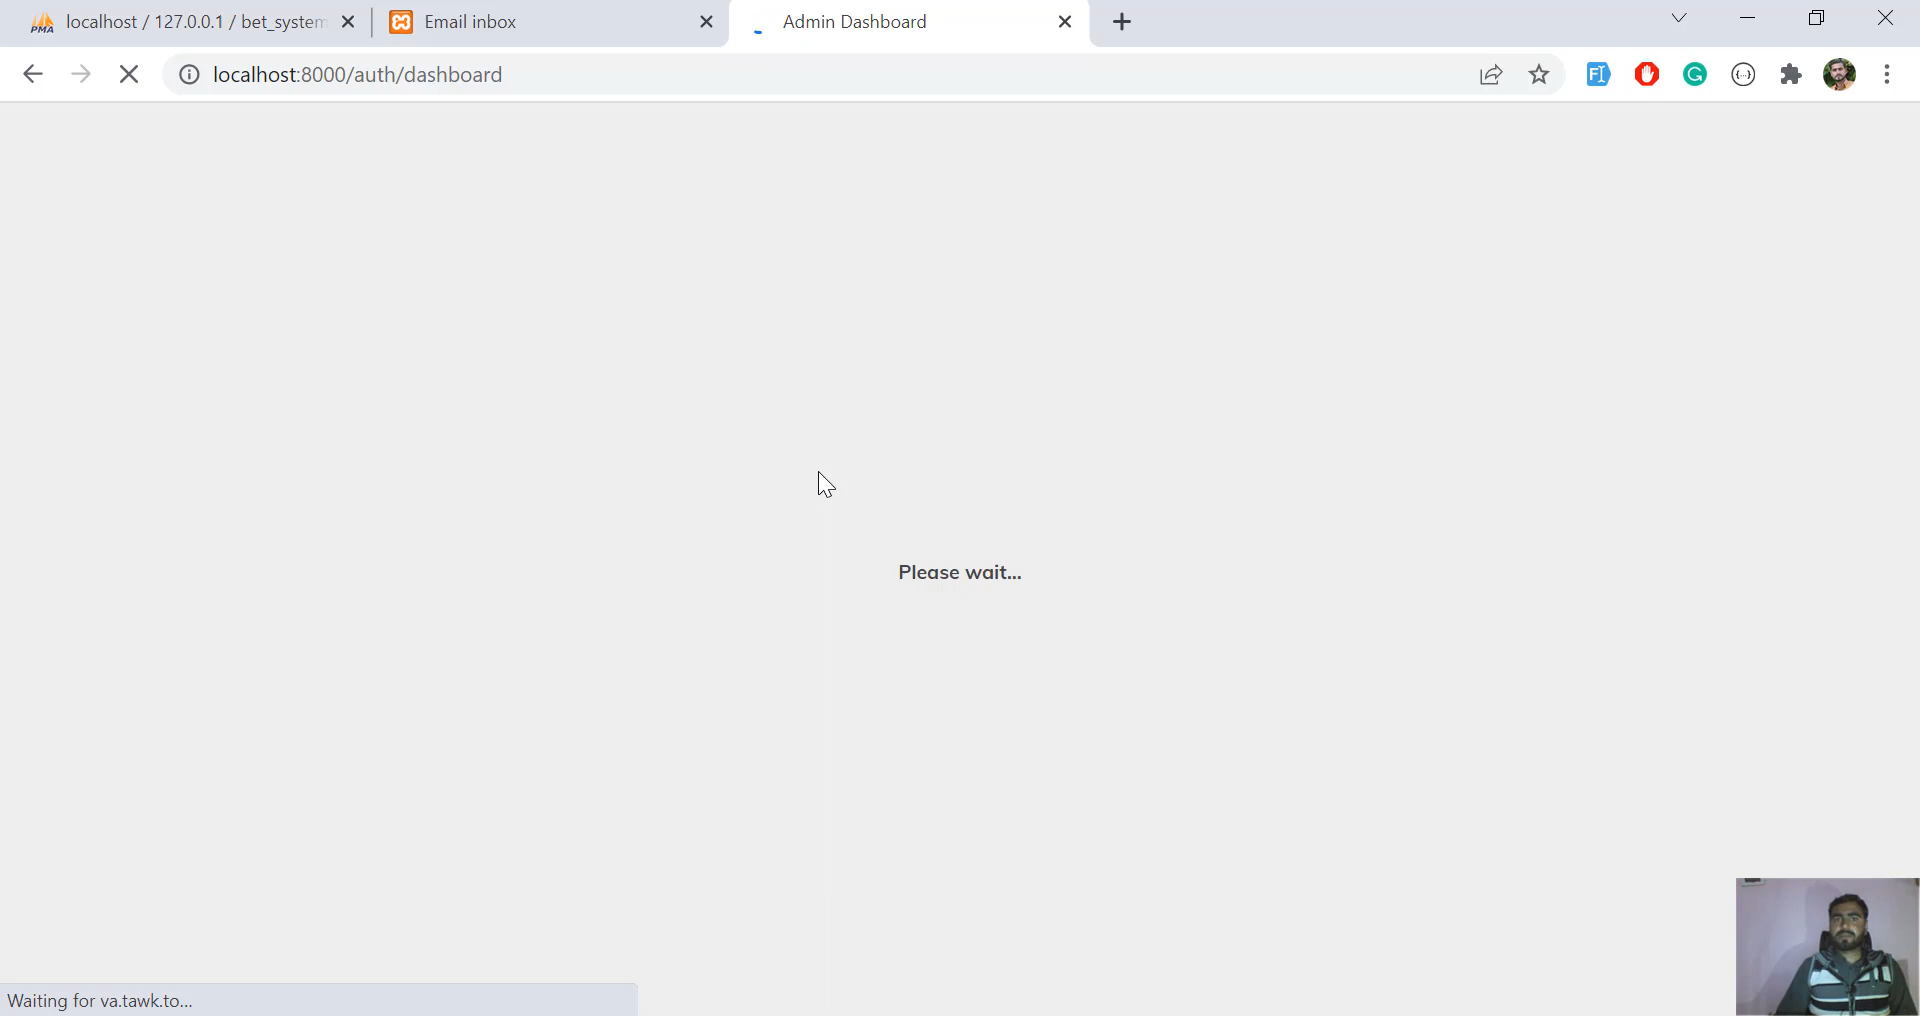 localhost / 127.0.0.1 / bet_system
Email inbox
Admin Dashboard
localhost:8000/auth/dashboard
Please wait...
Waiting for va.tawk.to...